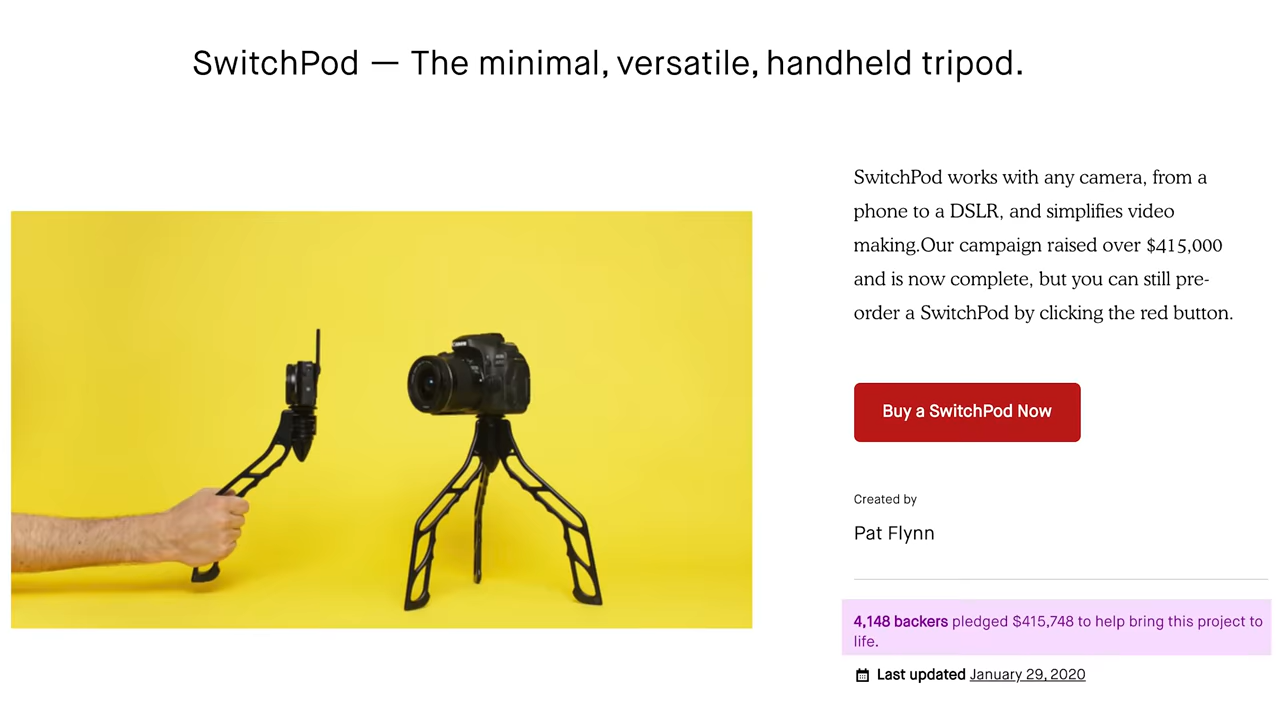 SwitchPod — The minimal, versatile, handheld tripod.
SwitchPod works with any camera, from a
phone to a DSLR, and simplifies video
making.Our campaign raised over $415,000
and is now complete, but you can still pre-
order a SwitchPod by clicking the red button.
Buy a SwitchPod Now
Created by
Pat Flynn
4,148 backers pledged $415,748 to help bring this project to
life.
Last updated January 29, 2020